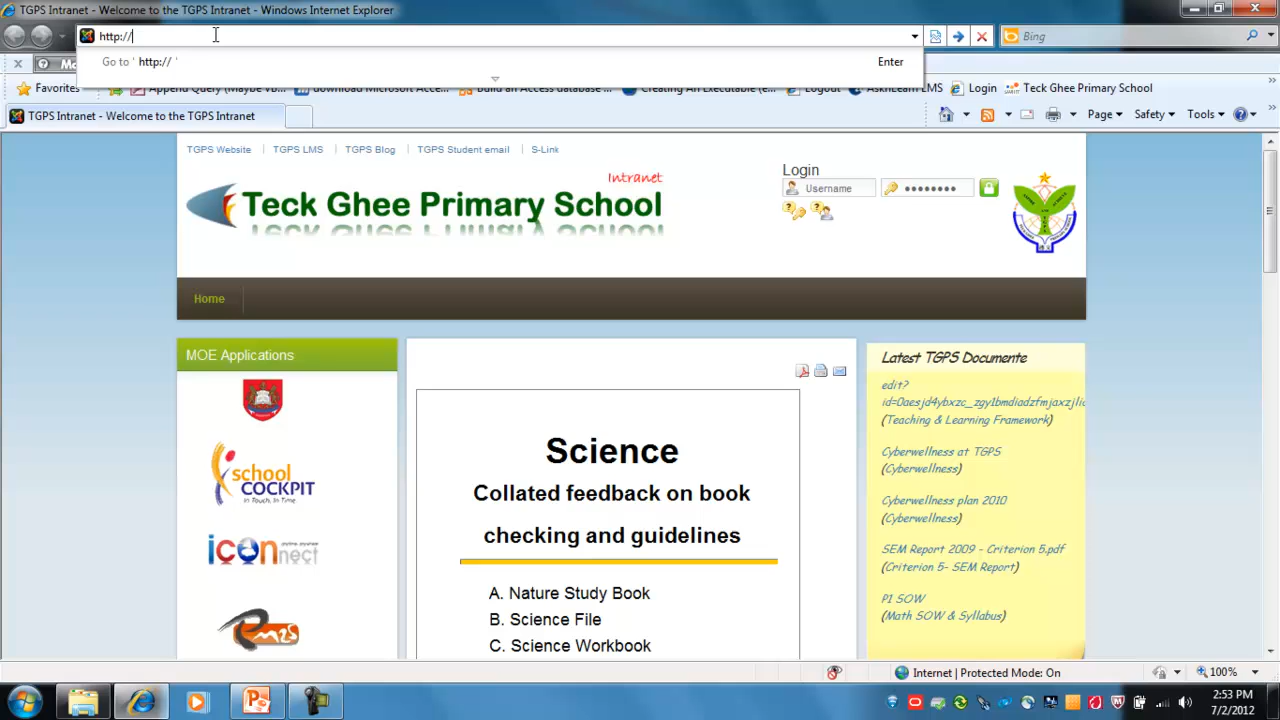 TGPS Intranet - Welcome to the TGPS Intranet - Windows Internet Explorer
http://
Bing
Go to ' http:// '
Enter
Favorites
Append Query (Maybe VB...
download Microsoft Acce...
Build an Access database ...
Creating An Executable (e...
Logout
AsknLearn LMS
Login
Teck Ghee Primary School
TGPS Intranet - Welcome to the TGPS Intranet
Page
Safety
Tools
TGPS Website
TGPS LMS
TGPS Blog
TGPS Student email
S-Link
Intranet
Teck Ghee Primary School
Login
Username
Home
MOE Applications
school
COCKPIT
In Touch, In Time
iconnect
Science
Collated feedback on book
checking and guidelines
A. Nature Study Book
B. Science File
C. Science Workbook
Latest TGPS Documente
edit?
(Teaching & Learning Framework)
Cyberwellness at TGPS
(Cyberwellness)
Cyberwellness plan 2010
(Cyberwellness)
SEM Report 2009 - Criterion 5.pdf
(Criterion 5- SEM Report)
P1 SOW
(Math SOW & Syllabus)
Internet | Protected Mode: On
100%
2:53 PM
7/2/2012